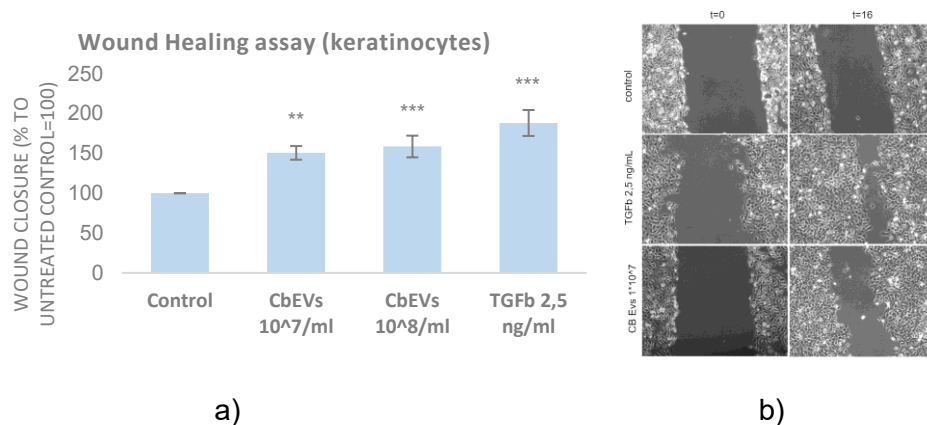 Wound Healing assay (keratinocytes)
WOUND CLOSURE (% TO
UNTREATED CONTROL=100)
250
200
150
100
50
0
**
***
***
Control
CbEVs
10^7/ml
CbEVs
10^8/ml
TGFb 2,5
ng/ml
a)
t=0
t=16
control
TGFb 2,5 ng/mL
CB Evs 1*10^7
b)